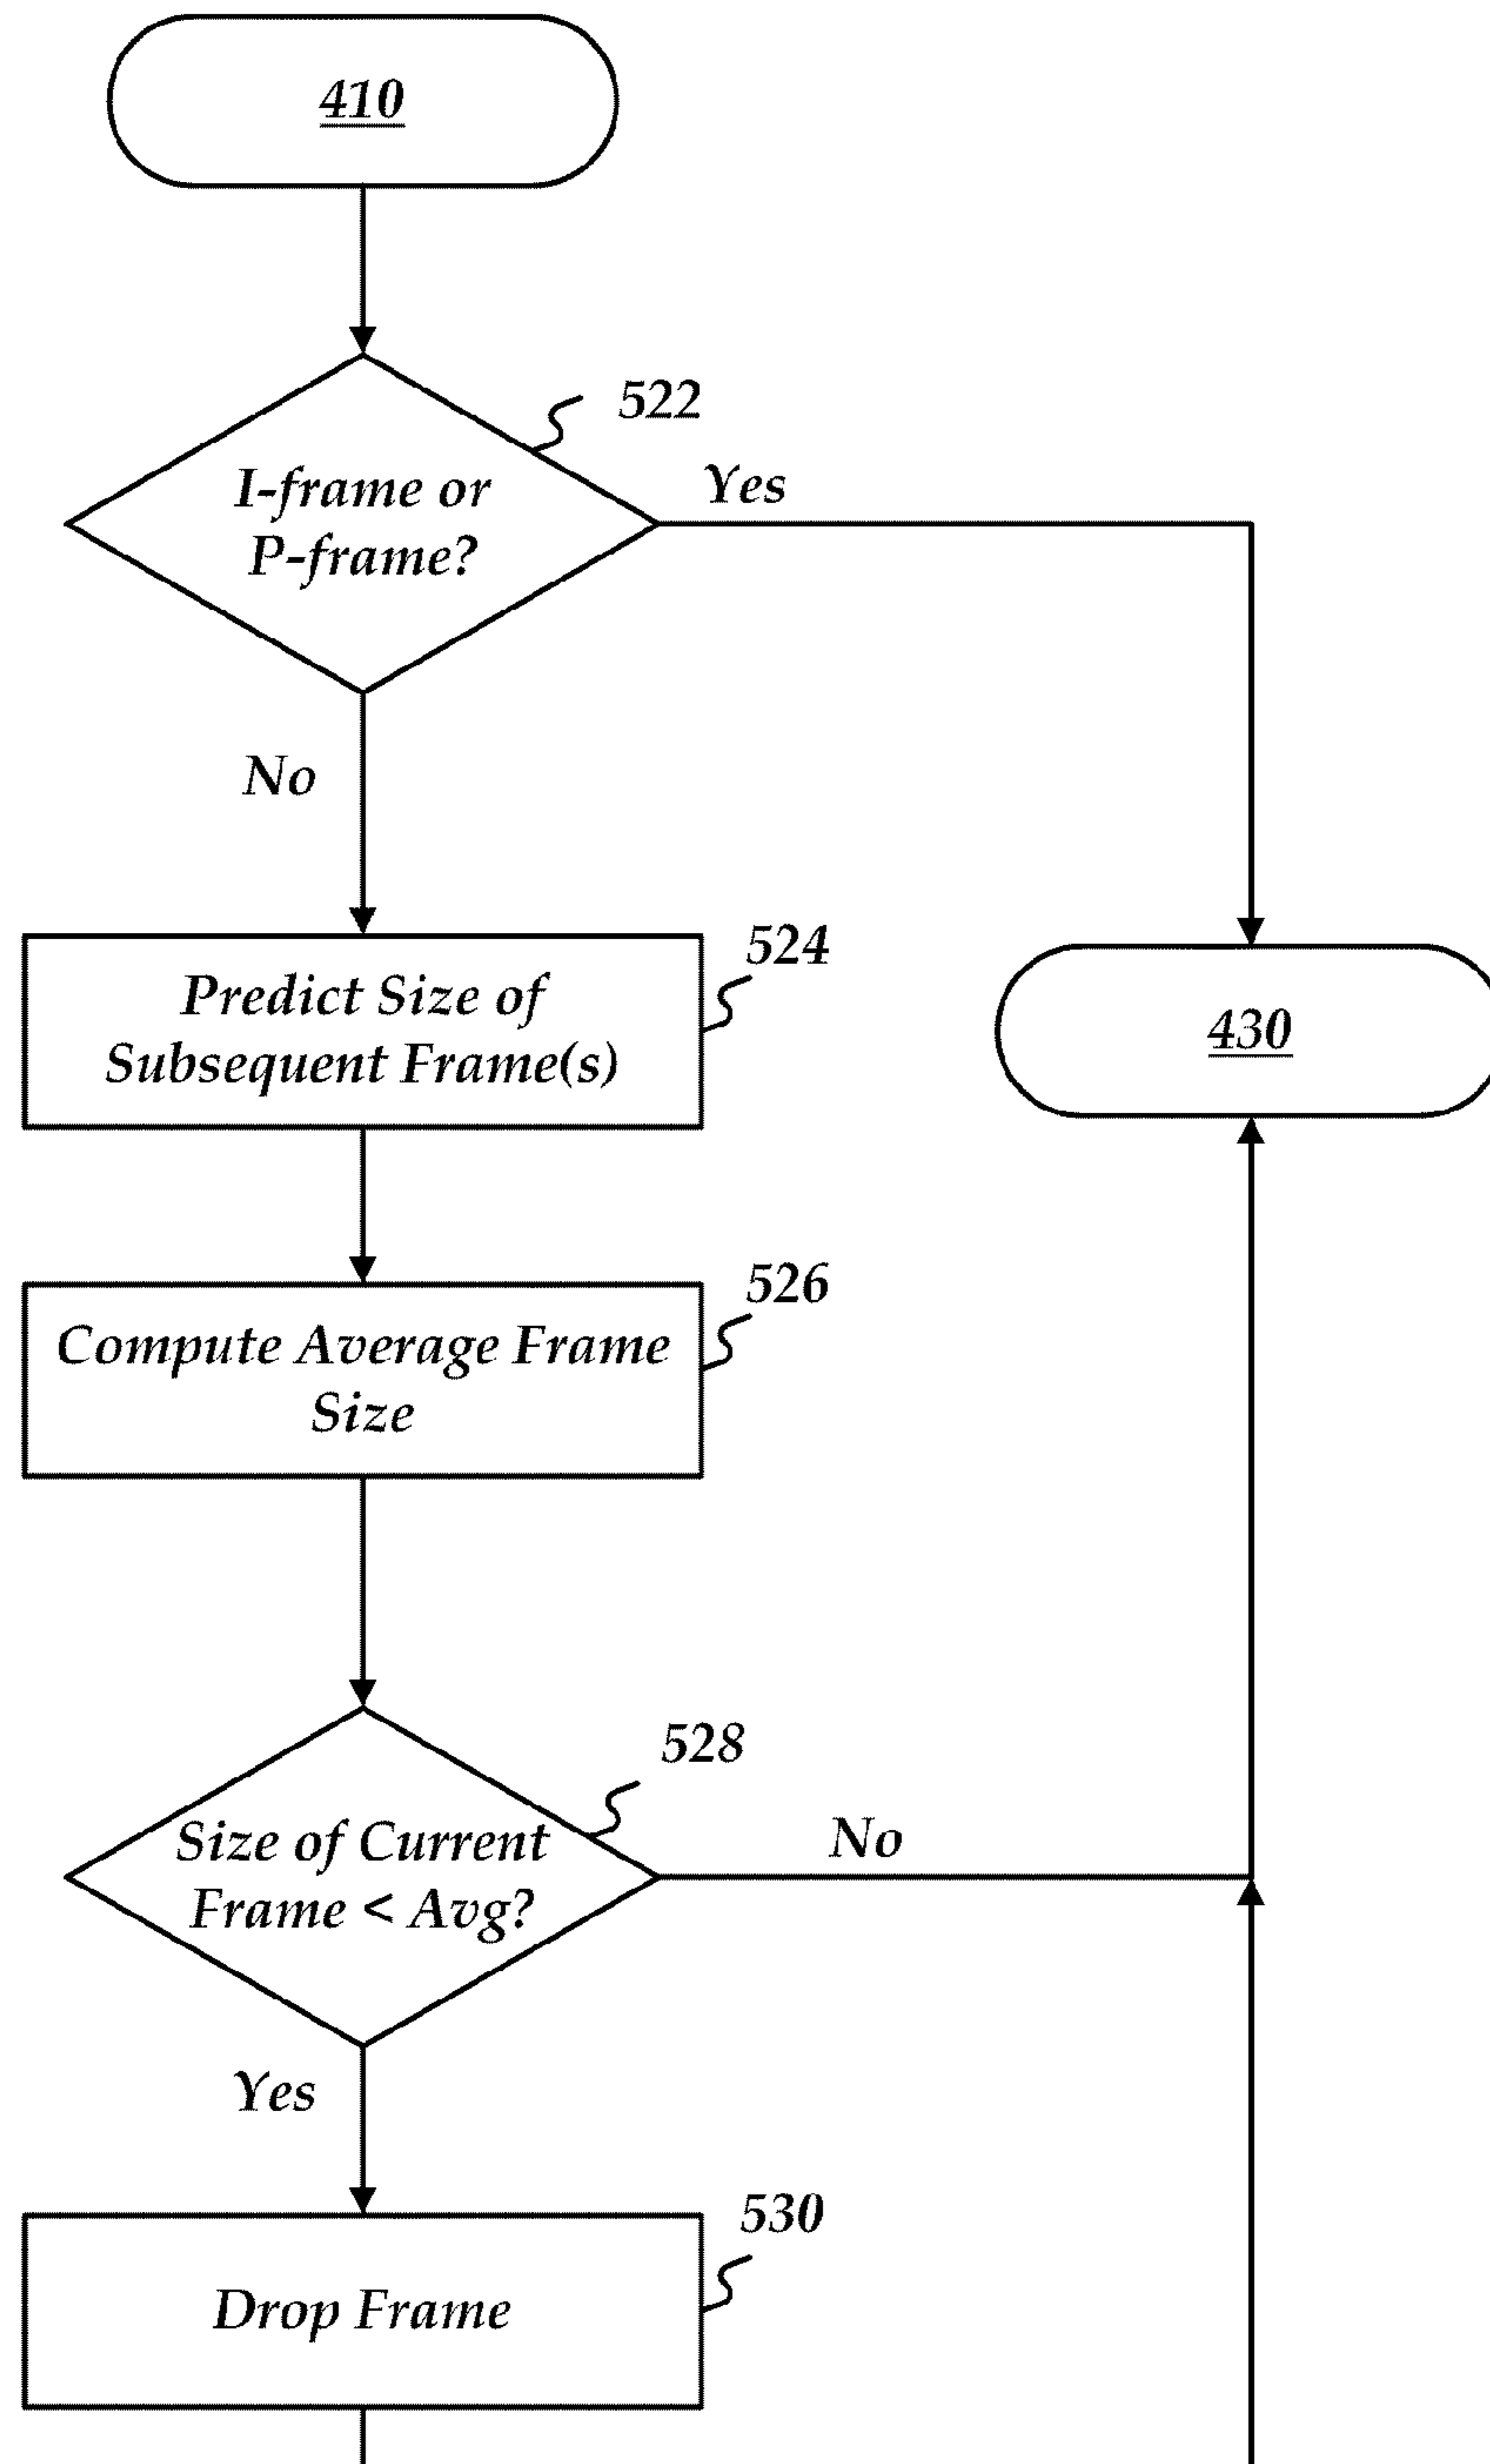 410
522
I-frame or
P-frame?
Yes
No
524
Predict Size of
Subsequent Frame(s)
430
526
Compute Average Frame
Size
528
Size of Current
Frame < Avg?
No
Yes
530
Drop Frame